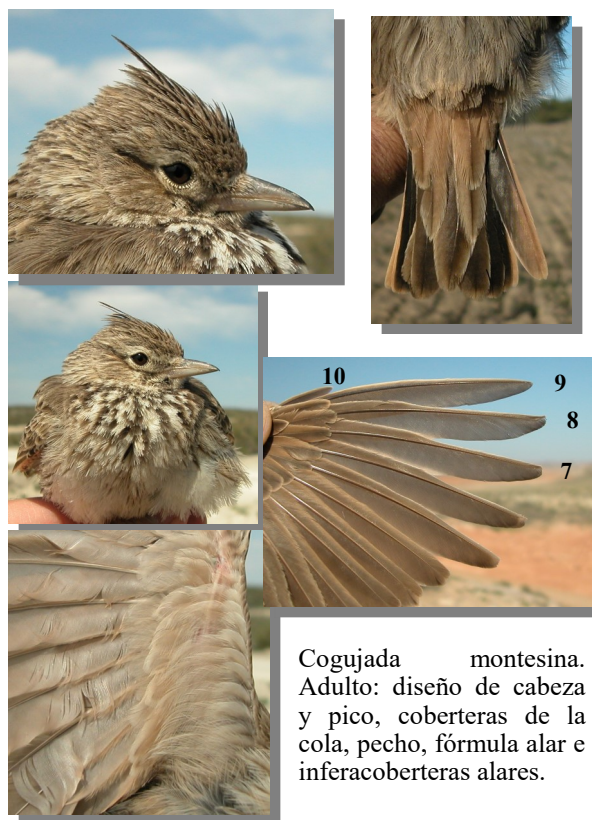 10
9
8
7
Cogujada montesina.
Adulto: diseño de cabeza
y pico, coberteras de la
cola, pecho, fórmula alar e
inferacoberteras alares.